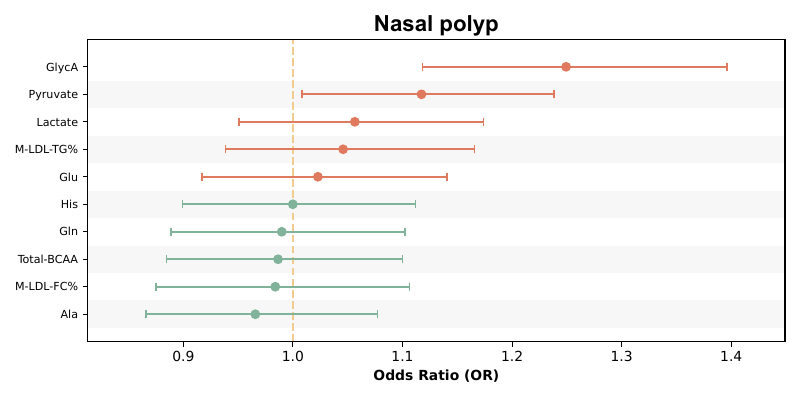 Nasal polyp
GlycA
Pyruvate
Lactate
M-LDL-TG%
Glu
His
Gln
Total-BCAA
M-LDL-FC%
Ala
0.9 1.0 1.1 1.2 1.3 1.4
Odds Ratio (OR)